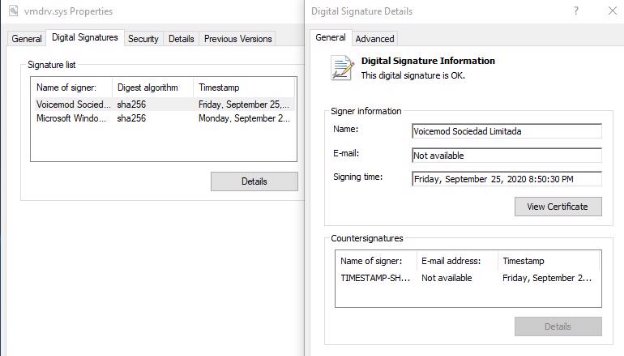 vmdrv.sys Properties
General Digital Signatures Security Details Previous Versions
Signature list
Name of signer: Digest algorithm Timestamp
Voicemod Socied... sha256 Friday, September 25,...
Microsoft Windo... sha256 Monday, September 2...
Details
Digital Signature Details
? ×
General Advanced
Digital Signature Information
This digital signature is OK.
Signer information
Name: Voicemod Sociedad Limitada
E-mail: Not available
Signing time: Friday, September 25, 2020 8:50:30 PM
View Certificate
Countersignatures
Name of signer: E-mail address: Timestamp
TIMESTAMP-SH... Not available Friday, September 2...
Details